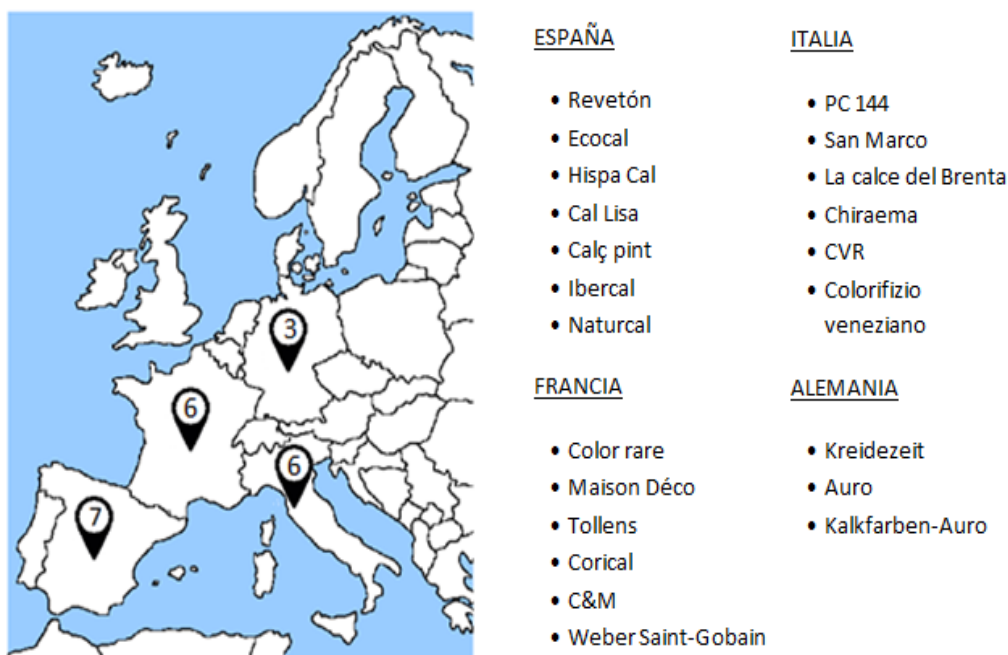 3
6
6
7
ESPAÑA
• Revetón
• Ecocal
• Hispa Cal
• Cal Lisa
• Calç pint
• Ibercal
• Naturcal
ITALIA
• PC 144
• San Marco
• La calce del Brenta
• Chiraema
• CVR
• Colorifizio
veneziano
FRANCIA
• Color rare
• Maison Déco
• Tollens
• Corical
• C&M
• Weber Saint-Gobain
ALEMANIA
• Kreidezeit
• Auro
• Kalkfarben-Auro